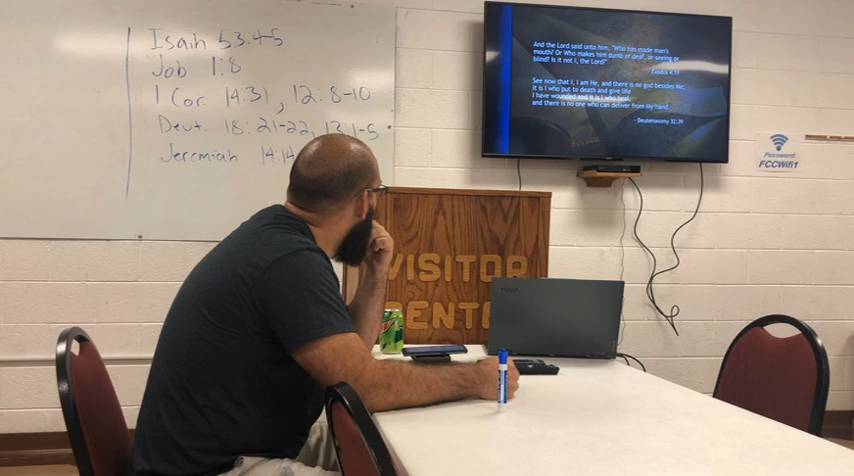 Isaih 53:4-5
Job 1:8
1 Cor. 14:31, 12:8-10
Deut. 18:21-22, 13:1-5
Jeremiah 14:14
And the Lord said unto him, "Who has made man's
mouth? Or Who makes him dumb or deaf, or seeing or
blind? Is it not I, the Lord?"
Exodus 4:11
See now that I, I am He, and there is no god besides Me;
It is I who put to death and give life
I have wounded and it is I who heal,
and there is no one who can deliver from My hand.
- Deuteronomy 32:39
Password:
FCCWifi1
VISITOR
CENT